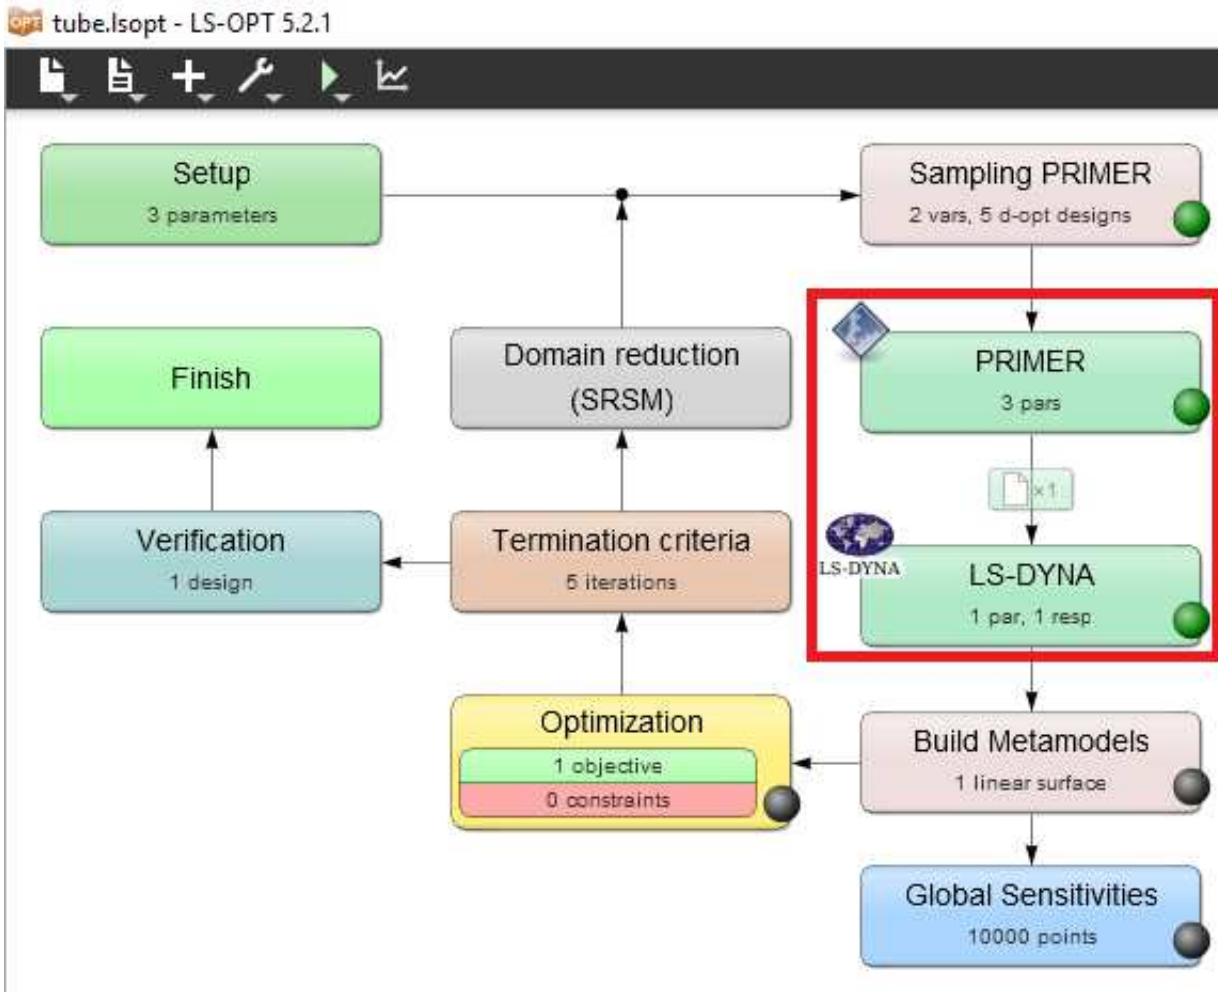 OPT tube.lsopt - LS-OPT 5.2.1
Setup
3 parameters
Sampling PRIMER
2 vars, 5 d-opt designs
Finish
Domain reduction
(SRSM)
PRIMER
3 pars
×1
Verification
1 design
Termination criteria
5 iterations
LS-DYNA
LS-DYNA
1 par, 1 resp
Optimization
1 objective
0 constraints
Build Metamodels
1 linear surface
Global Sensitivities
10000 points